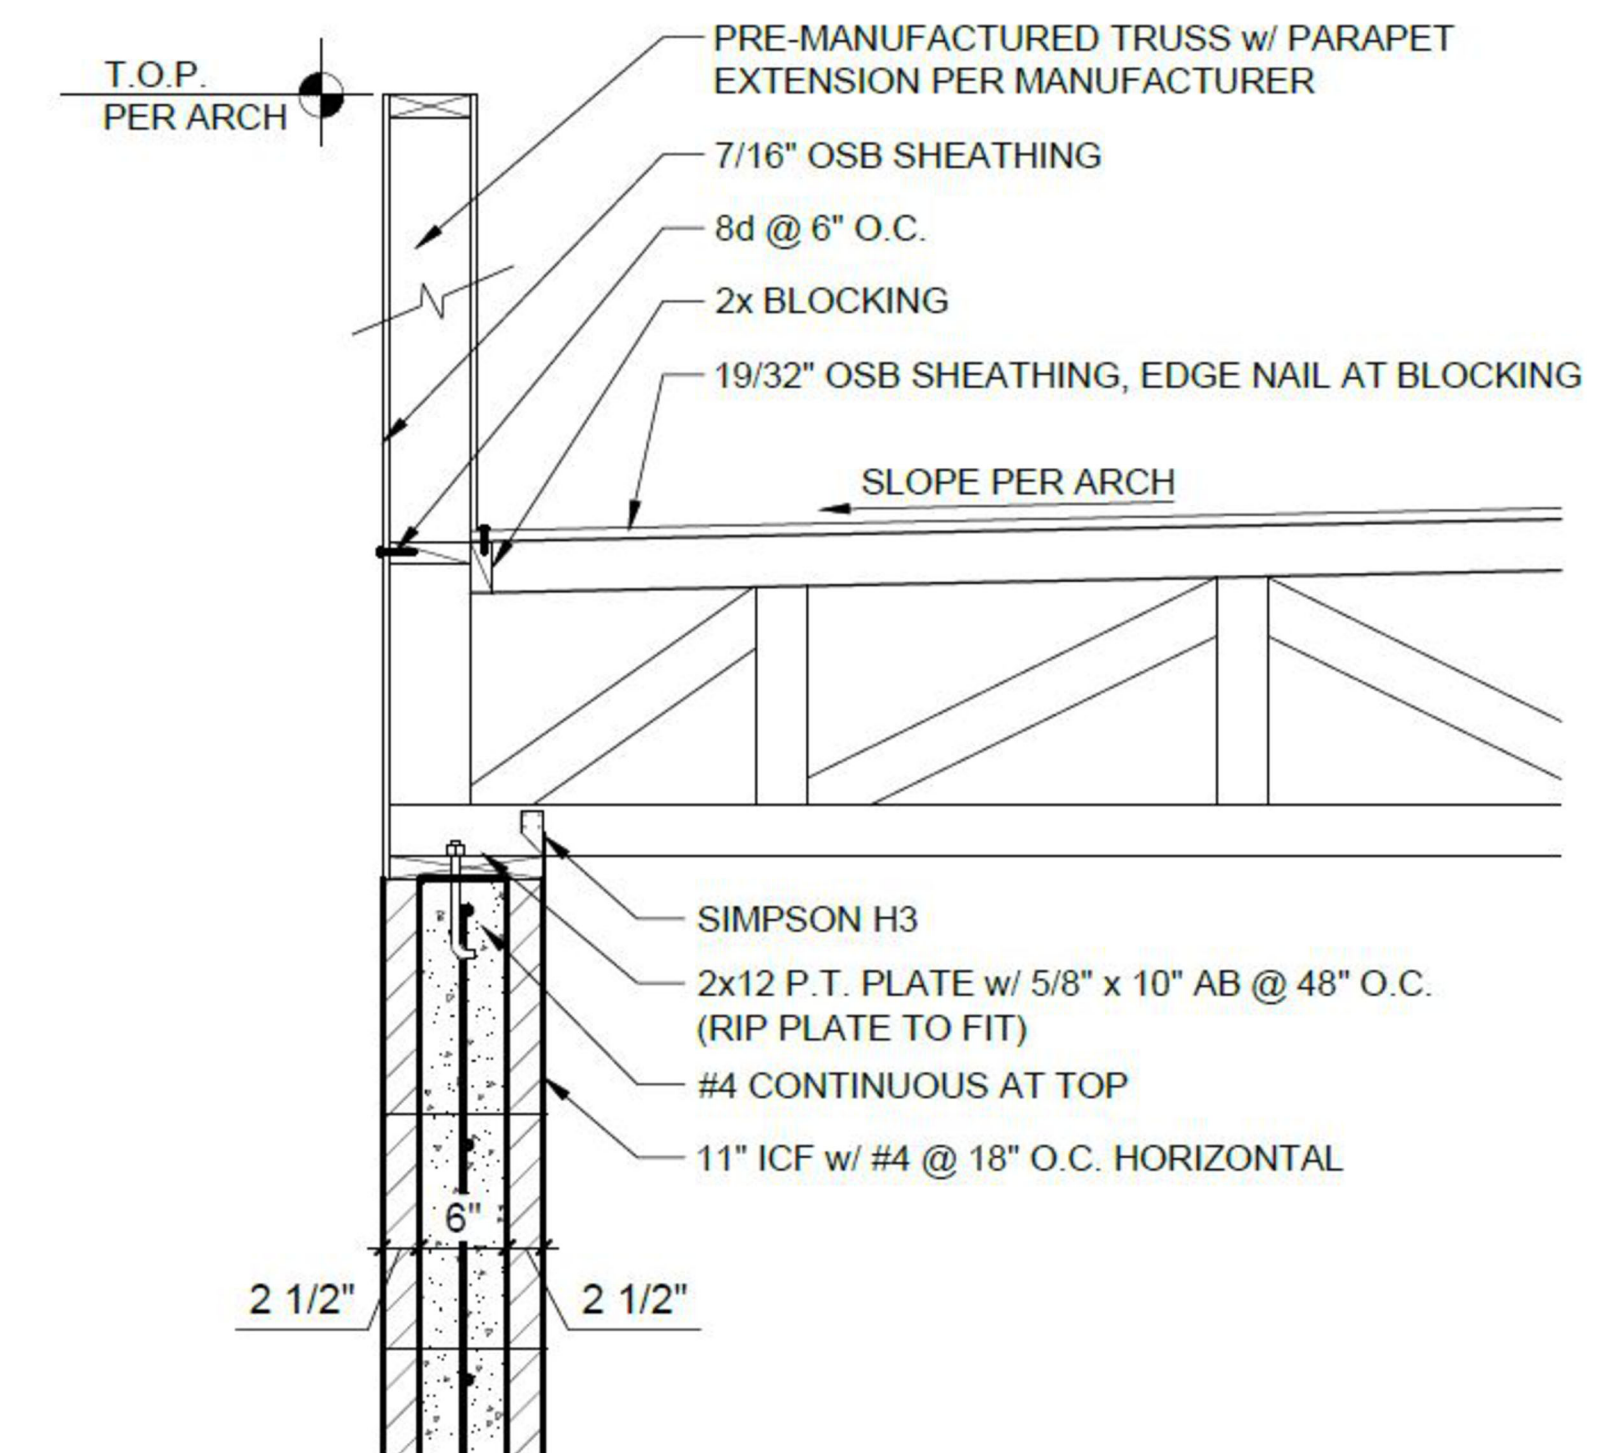 T.O.P.
PER ARCH
PRE-MANUFACTURED TRUSS w/ PARAPET
EXTENSION PER MANUFACTURER
7/16" OSB SHEATHING
8d @ 6" O.C.
2x BLOCKING
19/32" OSB SHEATHING, EDGE NAIL AT BLOCKING
SLOPE PER ARCH
SIMPSON H3
2x12 P.T. PLATE w/ 5/8" x 10" AB @ 48" O.C.
(RIP PLATE TO FIT)
#4 CONTINUOUS AT TOP
11" ICF w/ #4 @ 18" O.C. HORIZONTAL
6"
2 1/2"
2 1/2"